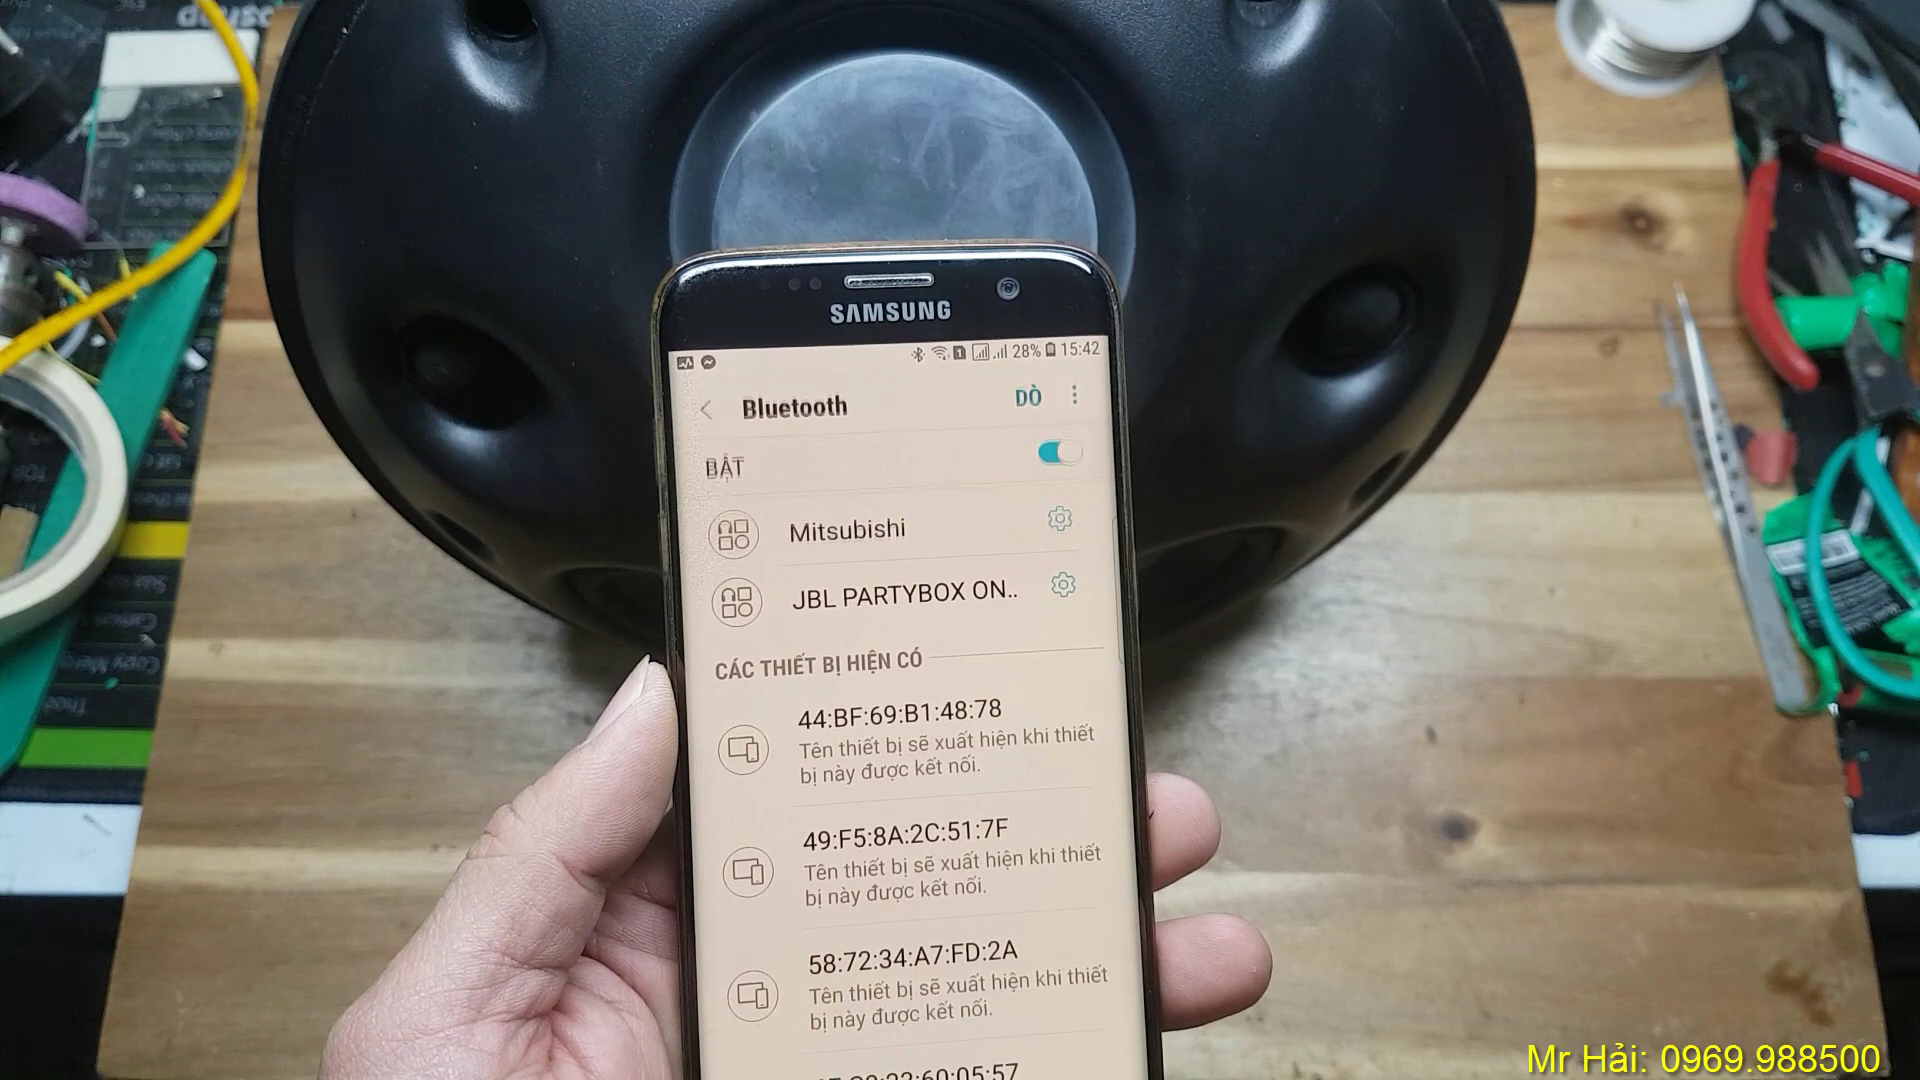 SAMSUNG
28% 15:42
Bluetooth
DÒ
BẬT
Mitsubishi
JBL PARTYBOX ON..
CÁC THIẾT BỊ HIỆN CÓ
44:BF:69:B1:48:78
Tên thiết bị sẽ xuất hiện khi thiết
bị này được kết nối.
49:F5:8A:2C:51:7F
Tên thiết bị sẽ xuất hiện khi thiết
bị này được kết nối.
58:72:34:A7:FD:2A
Tên thiết bị sẽ xuất hiện khi thiết
bị này được kết nối.
Mr Hải: 0969.988500